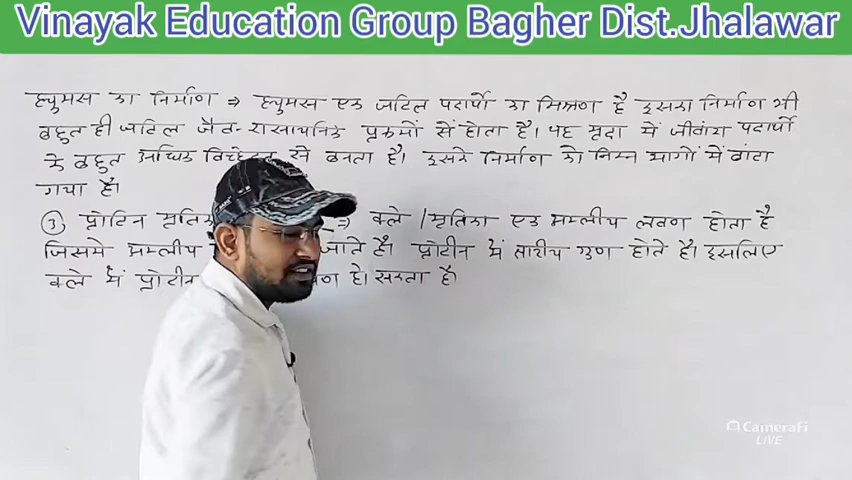 Vinayak Education Group Bagher Dist.Jhalawar
ह्युमस का निर्माण ⇒ ह्युमस एक जटिल पदार्थो का मिश्रण है इसका निर्माण भी
बहुत ही जटिल जैव-रासायनिक प्रक्रमों से होता है। यह मृदा में जीवांश पदार्थो
के बहुत अधिक विच्छेदन से बनता है। इसके निर्माण को निम्न भागों में बांटा
गया है।
③ प्रोटिन मृतिका ⇒ क्ले / मृतिका एक अम्लीय लवण होता है
जिसमे अम्लीय जाते है। प्रोटीन में क्षारीय गुण होते है। इसलिए
क्ले में प्रोटीन हो सकता है।
CameraFi
LIVE